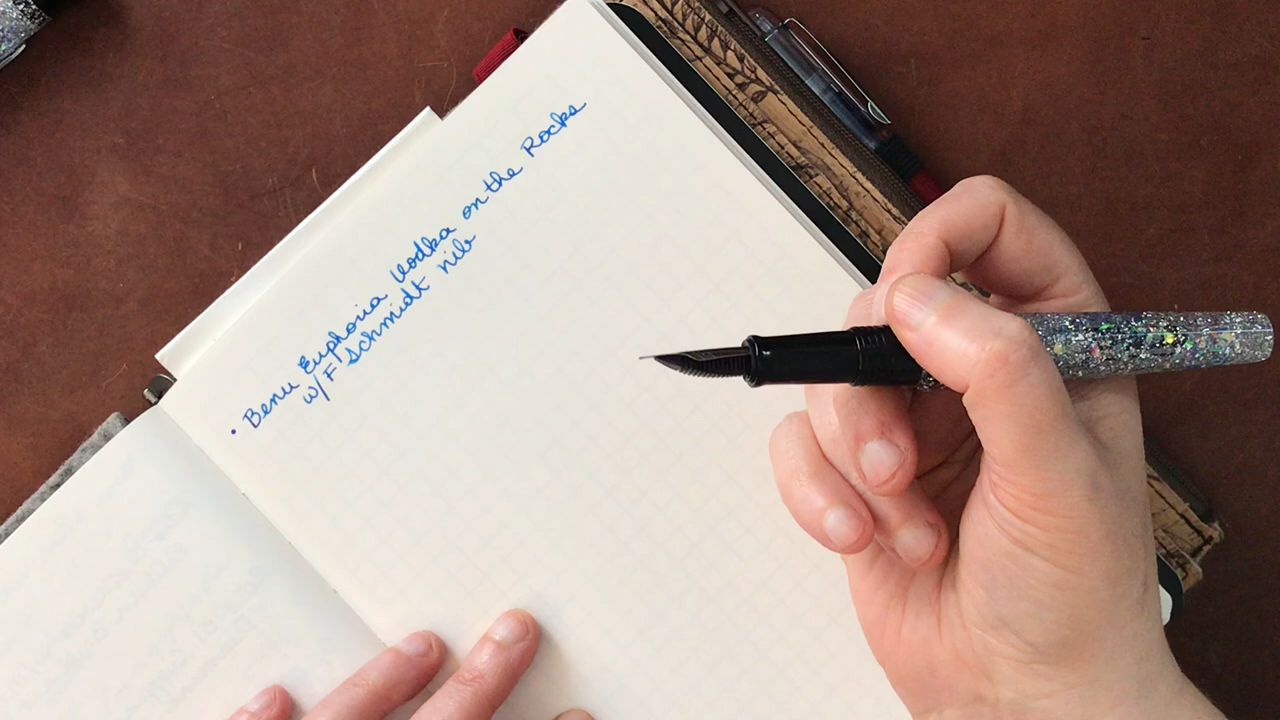 • Benu Euphoria Vodka on the Rocks
w/F Schmidt nib